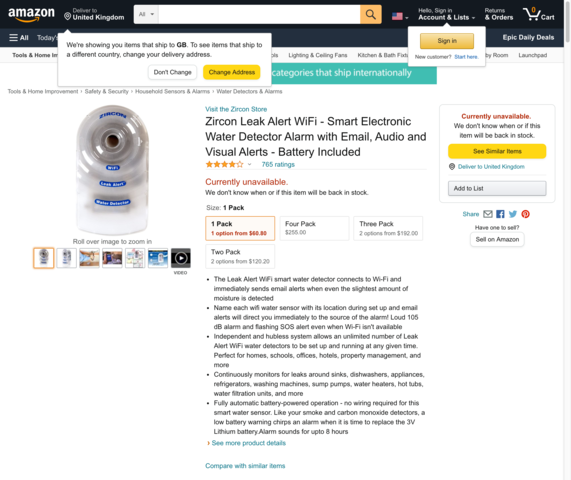 amazon
Deliver to
United Kingdom
All
Hello, Sign in
Account & Lists
Returns
& Orders
0
Cart
All
Today's
Epic Daily Deals
We're showing you items that ship to GB. To see items that ship to
a different country, change your delivery address.
Don't Change
Change Address
Sign in
New customer? Start here.
Tools & Home Im
ols
Lighting & Ceiling Fans
Kitchen & Bath Fixt
by Room
Launchpad
categories that ship internationally
Tools & Home Improvement › Safety & Security › Household Sensors & Alarms › Water Detectors & Alarms
ZIRCON
WiFi
Leak Alert
Water Detector
Roll over image to zoom in
VIDEO
Visit the Zircon Store
Zircon Leak Alert WiFi - Smart Electronic
Water Detector Alarm with Email, Audio and
Visual Alerts - Battery Included
765 ratings
Currently unavailable.
We don't know when or if this item will be back in stock.
Size: 1 Pack
1 Pack
1 option from $60.80
Four Pack
$255.00
Three Pack
2 options from $192.00
Two Pack
2 options from $120.20
• The Leak Alert WiFi smart water detector connects to Wi-Fi and
immediately sends email alerts when even the slightest amount of
moisture is detected
• Name each wifi water sensor with its location during set up and email
alerts will direct you immediately to the source of the alarm! Loud 105
dB alarm and flashing SOS alert even when Wi-Fi isn't available
• Independent and hubless system allows an unlimited number of Leak
Alert WiFi water detectors to be set up and running at any given time.
Perfect for homes, schools, offices, hotels, property management, and
more
• Continuously monitors for leaks around sinks, dishwashers, appliances,
refrigerators, washing machines, sump pumps, water heaters, hot tubs,
water filtration units, and more
• Fully automatic battery-powered operation - no wiring required for this
smart water sensor. Like your smoke and carbon monoxide detectors, a
low battery warning chirps an alarm when it is time to replace the 3V
Lithium battery.Alarm sounds for upto 8 hours
› See more product details
Compare with similar items
Currently unavailable.
We don't know when or if this
item will be back in stock.
See Similar Items
Deliver to United Kingdom
Add to List
Share
Have one to sell?
Sell on Amazon